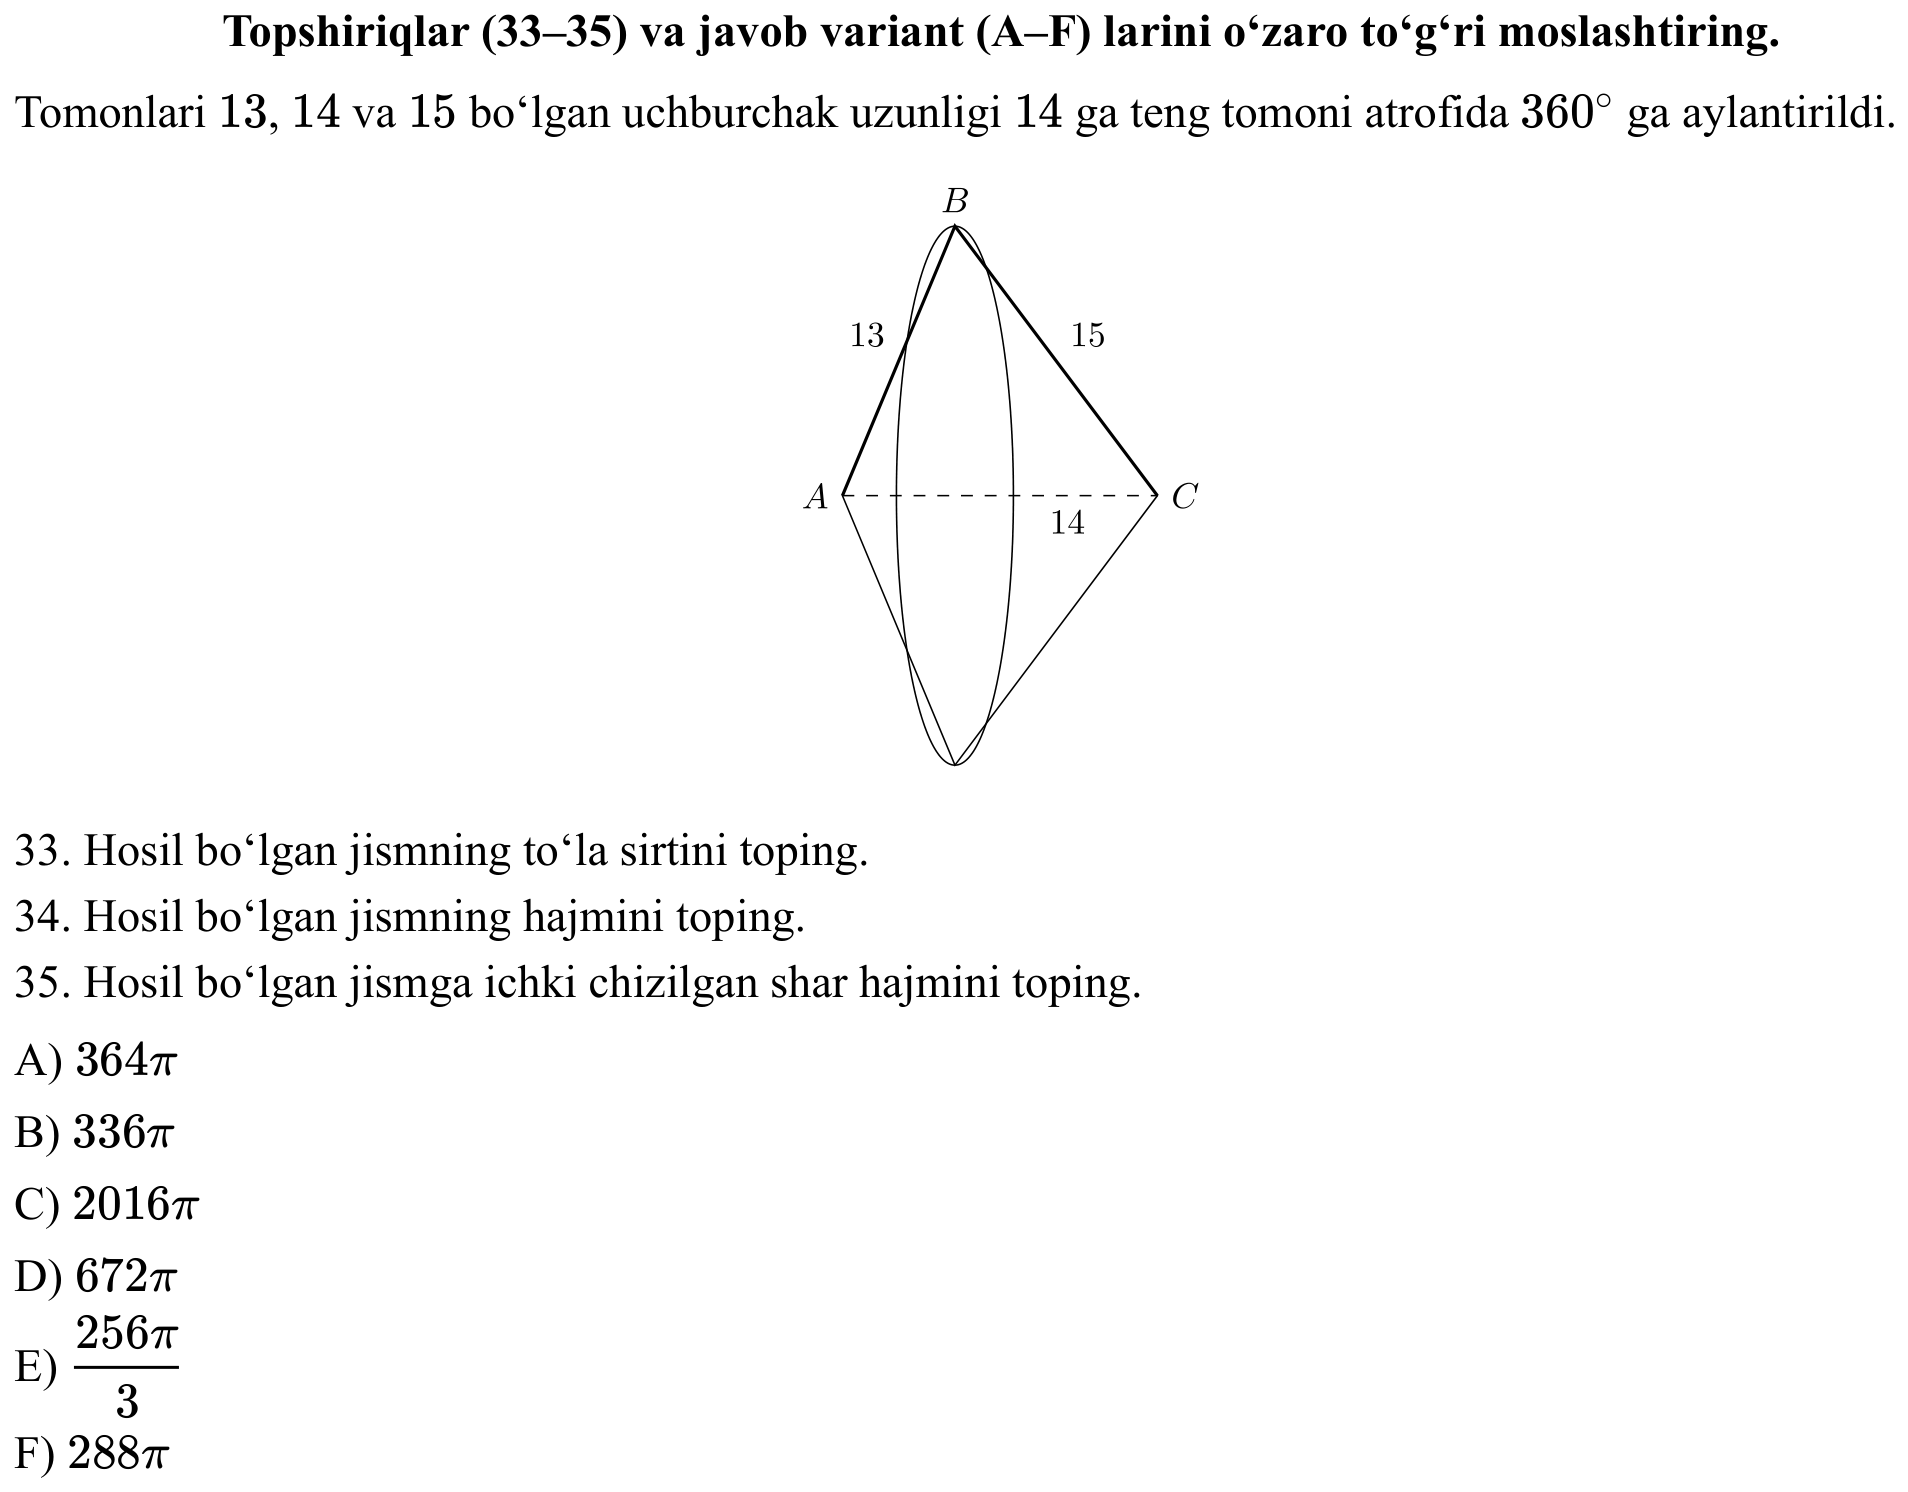 Topshiriqlar (33–35) va javob variant (A–F) larini o‘zaro to‘g‘ri moslashtiring.
Tomonlari 13, 14 va 15 bo‘lgan uchburchak uzunligi 14 ga teng tomoni atrofida 360° ga aylantirildi.
B
13
15
A
C
14
33. Hosil bo‘lgan jismning to‘la sirtini toping.
34. Hosil bo‘lgan jismning hajmini toping.
35. Hosil bo‘lgan jismga ichki chizilgan shar hajmini toping.
A) 364π
B) 336π
C) 2016π
D) 672π
E) 256π/3
F) 288π